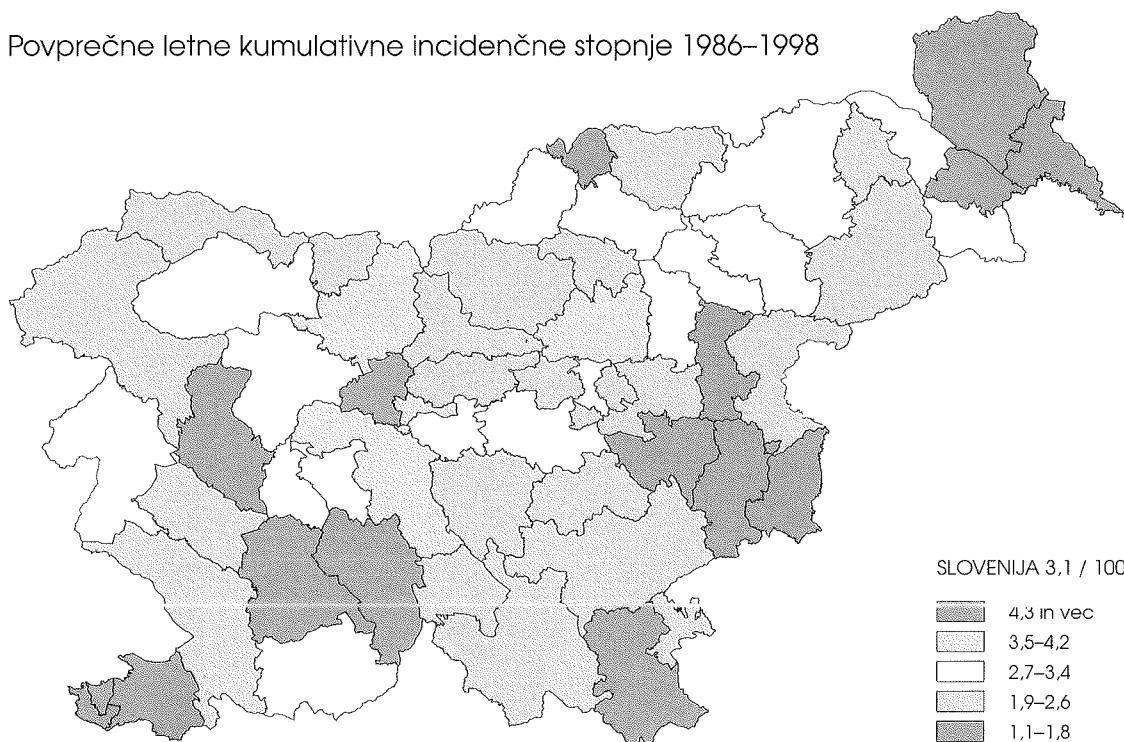 Povprečne letne kumulativne incidenčne stopnje 1986–1998
SLOVENIJA 3,1 / 100
4,3 in vec
3,5–4,2
2,7–3,4
1,9–2,6
1,1–1,8